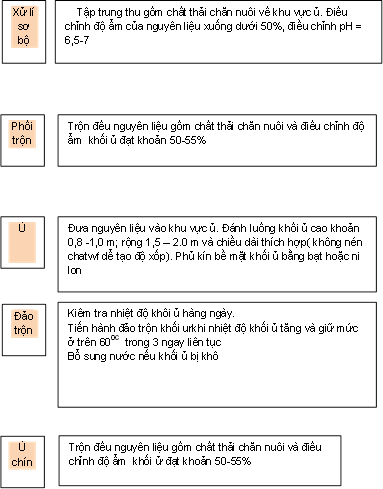 Xử lí
sơ
bộ
Tập trung thu gồm chất thải chăn nuôi về khu vực ủ. Điều
chỉnh độ ẩm của nguyên liệu xuống dưới 50%, điều chỉnh pH =
6,5-7
Phối
trộn
Trộn đều nguyên liệu gồm chất thải chăn nuôi và điều chỉnh độ
ẩm khối ủ đạt khoản 50-55%
Ủ
Đưa nguyên liệu vào khu vực ủ. Đánh luống khối ủ cao khoản
0,8 -1,0 m; rộng 1,5 – 2.0 m và chiều dài thích hợp( không nén
chatwf dể tạo độ xốp). Phủ kín bề mặt khối ủ bằng bạt hoặc ni
lon
Đảo
trộn
Kiểm tra nhiệt độ khôi ủ hàng ngày.
Tiến hành đảo trộn khối urkhi nhiệt độ khối ủ tăng và giữ mức
ở trên 60⁰ᶜ trong 3 ngay liên tục
Bổ sung nước nếu khối ủ bị khô
Ủ
chín
Trộn đều nguyên liệu gồm chất thải chăn nuôi và điều
chỉnh độ ẩm khối ử đạt khoản 50-55%